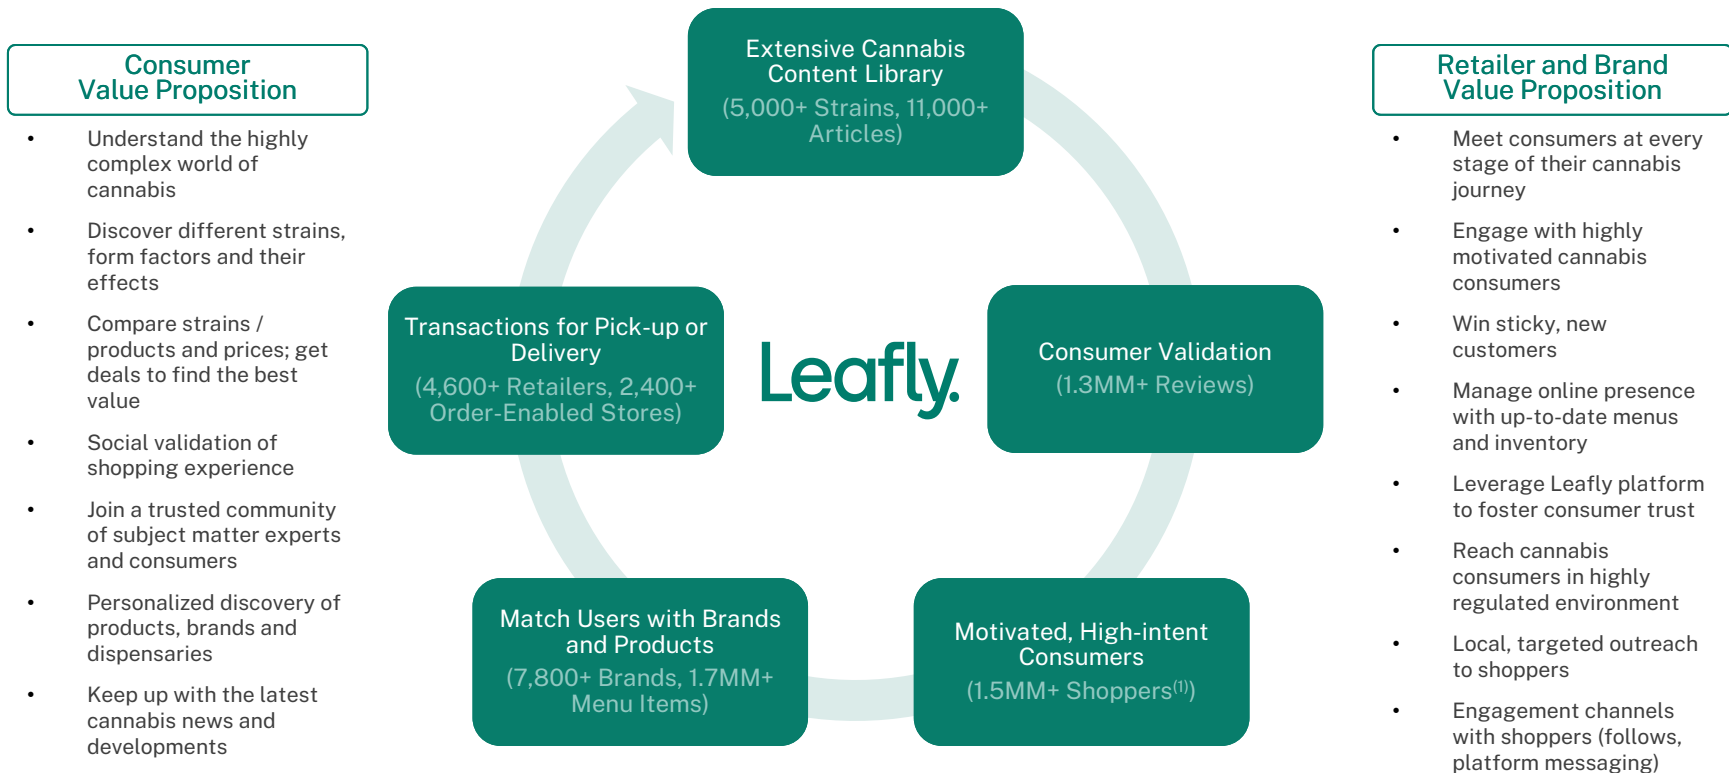 Consumer
Value Proposition
• Understand the highly
complex world of
cannabis
• Discover different strains,
form factors and their
effects
• Compare strains /
products and prices; get
deals to find the best
value
• Social validation of
shopping experience
• Join a trusted community
of subject matter experts
and consumers
• Personalized discovery of
products, brands and
dispensaries
• Keep up with the latest
cannabis news and
developments
Extensive Cannabis
Content Library
(5,000+ Strains, 11,000+
Articles)
Transactions for Pick-up or
Delivery
(4,600+ Retailers, 2,400+
Order-Enabled Stores)
Leafly.
Consumer Validation
(1.3MM+ Reviews)
Match Users with Brands
and Products
(7,800+ Brands, 1.7MM+
Menu Items)
Motivated, High-intent
Consumers
(1.5MM+ Shoppers(1))
Retailer and Brand
Value Proposition
• Meet consumers at every
stage of their cannabis
journey
• Engage with highly
motivated cannabis
consumers
• Win sticky, new
customers
• Manage online presence
with up-to-date menus
and inventory
• Leverage Leafly platform
to foster consumer trust
• Reach cannabis
consumers in highly
regulated environment
• Local, targeted outreach
to shoppers
• Engagement channels
with shoppers (follows,
platform messaging)